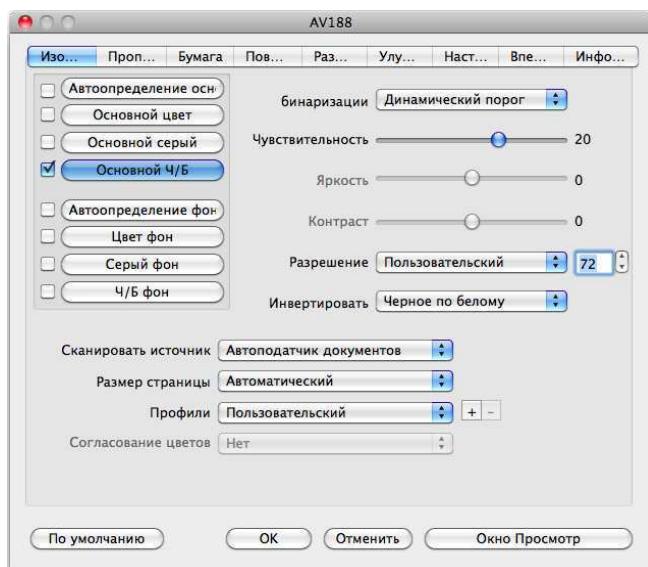 AV188
Изо... Проп... Бумага Пов... Раз... Улу... Наст... Впе... Инфо...
Автоопределение осн
Основной цвет
Основной серый
Основной Ч/Б
Автоопределение фон
Цвет фон
Серый фон
Ч/Б фон
бинаризации Динамический порог
Чувствительность 20
Яркость 0
Контраст 0
Разрешение Пользовательский 72
Инвертировать Черное по белому
Сканировать источник Автоподатчик документов
Размер страницы Автоматический
Профили Пользовательский + -
Согласование цветов Нет
По умолчанию OK Отменить Окно Просмотр